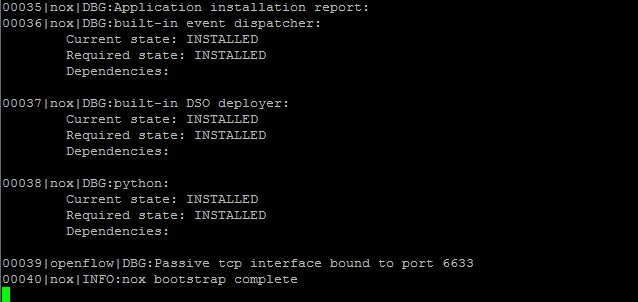 00035|nox|DBG:Application installation report:
00036|nox|DBG:built-in event dispatcher:
        Current state: INSTALLED
        Required state: INSTALLED
        Dependencies:

00037|nox|DBG:built-in DSO deployer:
        Current state: INSTALLED
        Required state: INSTALLED
        Dependencies:

00038|nox|DBG:python:
        Current state: INSTALLED
        Required state: INSTALLED
        Dependencies:

00039|openflow|DBG:Passive tcp interface bound to port 6633
00040|nox|INFO:nox bootstrap complete